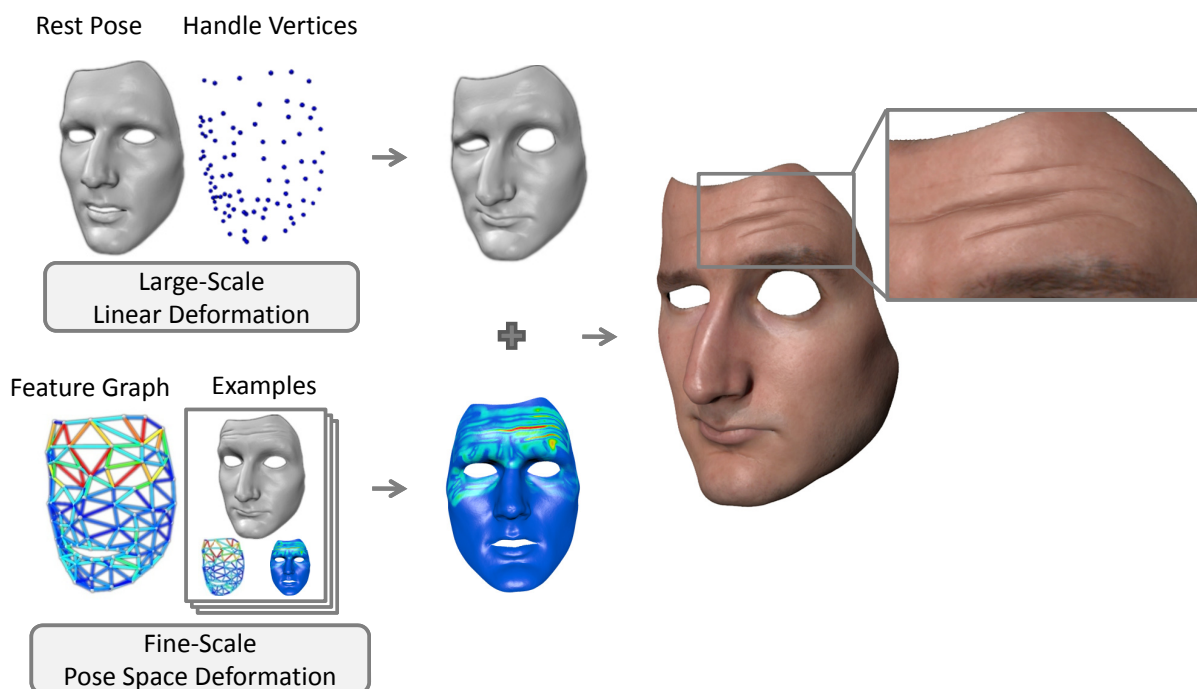 Rest Pose
Handle Vertices
Large-Scale
Linear Deformation
Feature Graph
Examples
Fine-Scale
Pose Space Deformation